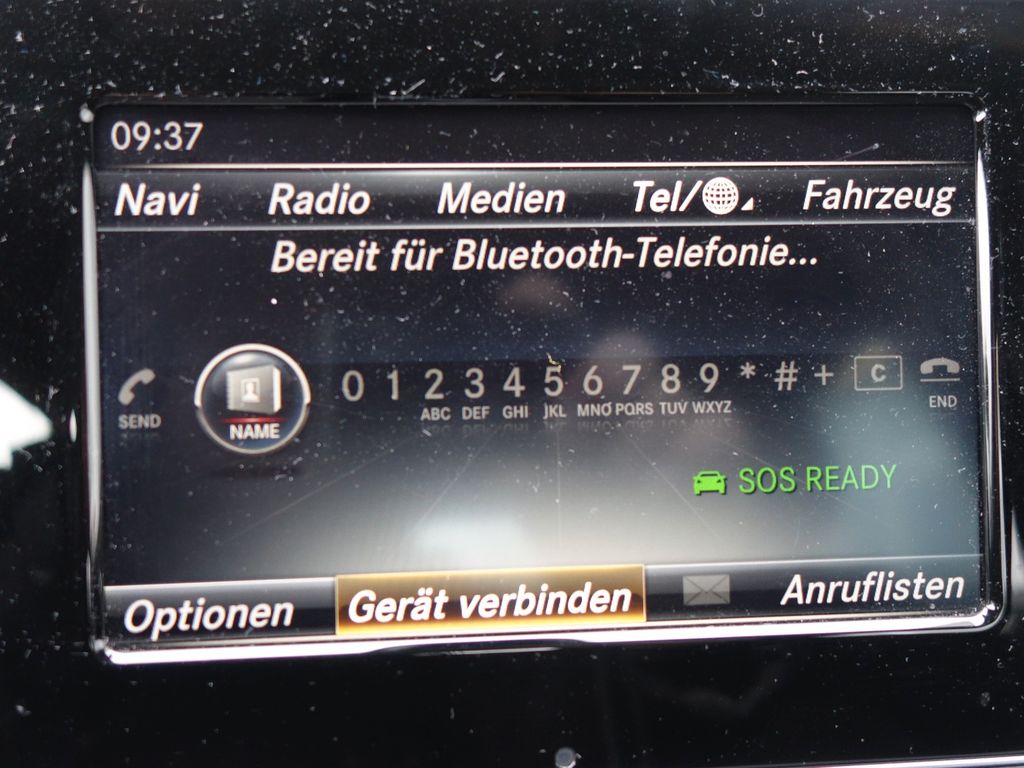 09:37
Navi Radio Medien Tel/ Fahrzeug
Bereit für Bluetooth-Telefonie...
0 1 2 3 4 5 6 7 8 9 * # + C
SEND NAME ABC DEF GHI JKL MNO PQRS TUV WXYZ END
SOS READY
Optionen Gerät verbinden Anruflisten